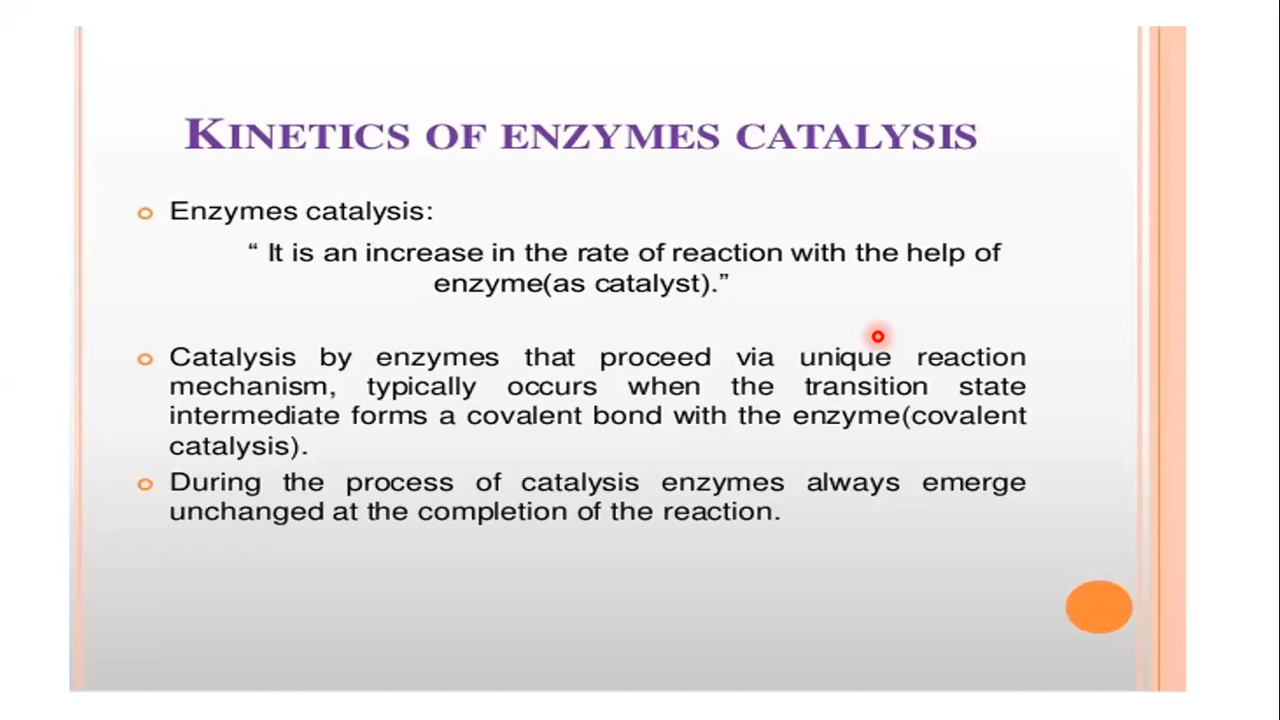 KINETICS OF ENZYMES CATALYSIS
Enzymes catalysis:
“ It is an increase in the rate of reaction with the help of
enzyme(as catalyst).”
Catalysis by enzymes that proceed via unique reaction
mechanism, typically occurs when the transition state
intermediate forms a covalent bond with the enzyme(covalent
catalysis).
During the process of catalysis enzymes always emerge
unchanged at the completion of the reaction.